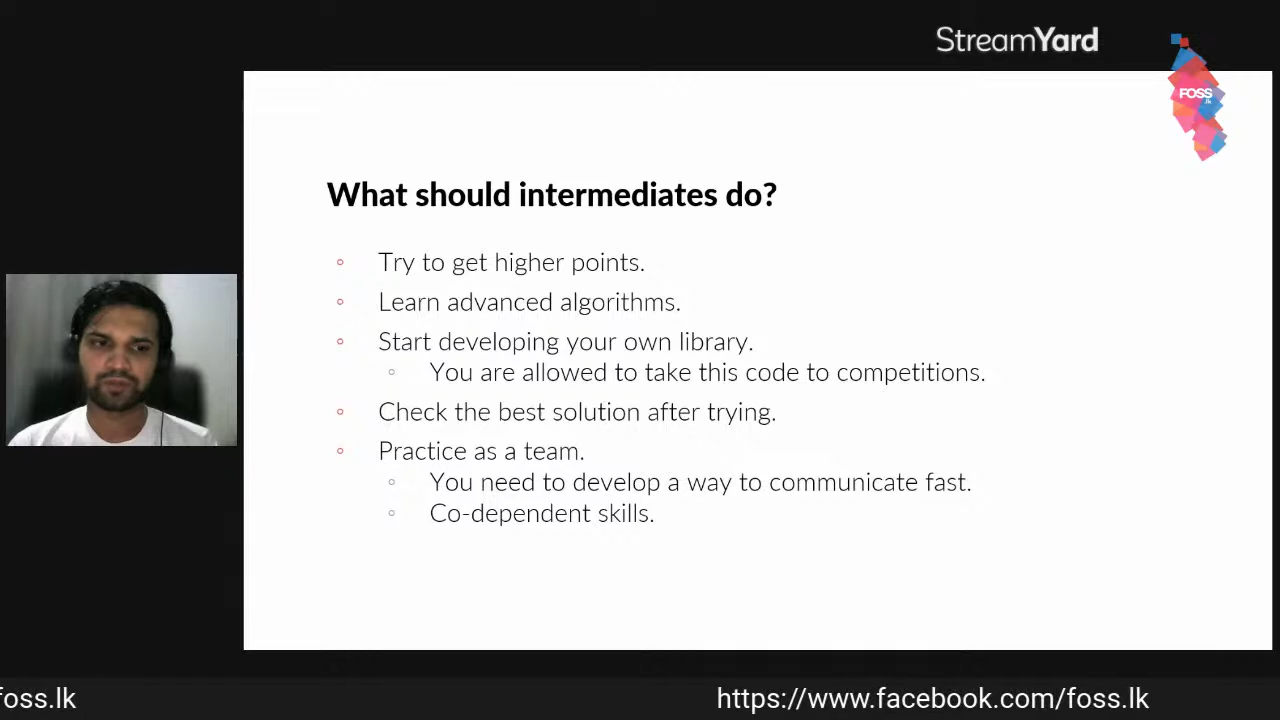 StreamYard
FOSS
.lk
What should intermediates do?
Try to get higher points.
Learn advanced algorithms.
Start developing your own library.
You are allowed to take this code to competitions.
Check the best solution after trying.
Practice as a team.
You need to develop a way to communicate fast.
Co-dependent skills.
foss.lk
https://www.facebook.com/foss.lk